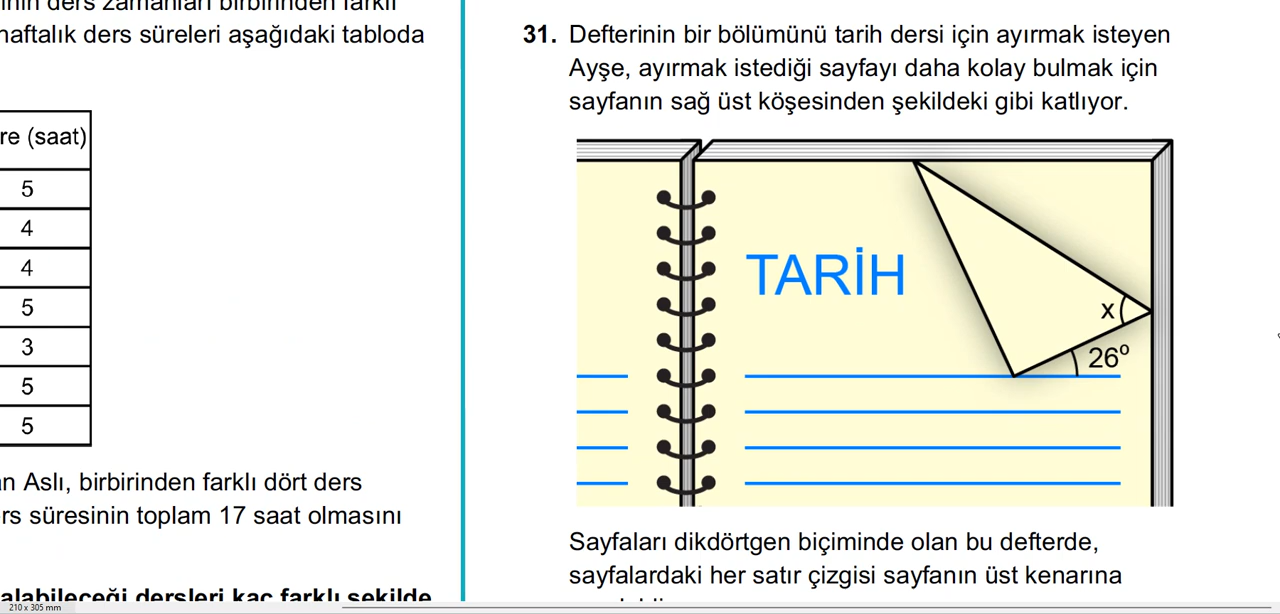 ders zamanları birbirinden farklı
haftalık ders süreleri aşağıdaki tabloda
re (saat)
5
4
4
5
3
5
5
n Aslı, birbirinden farklı dört ders
rs süresinin toplam 17 saat olmasını
alabileceği dersleri kaç farklı şekilde
210 x 305 mm
31. Defterinin bir bölümünü tarih dersi için ayırmak isteyen
Ayşe, ayırmak istediği sayfayı daha kolay bulmak için
sayfanın sağ üst köşesinden şekildeki gibi katlıyor.
TARİH
x
26º
Sayfaları dikdörtgen biçiminde olan bu defterde,
sayfalardaki her satır çizgisi sayfanın üst kenarına